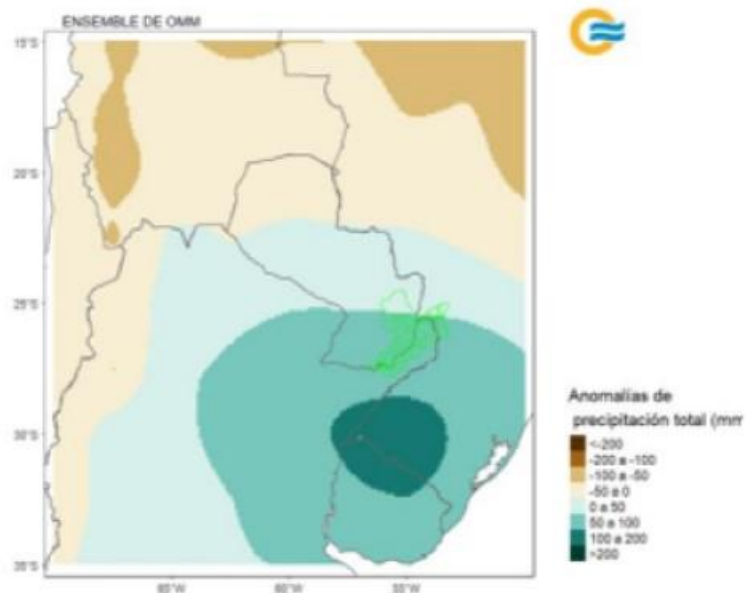 ENSEMBLE DE OMM
15°S
20°S
25°S
30°S
35°S
65°W
60°W
55°W
Anomalías de
precipitación total (mm
<-200
-200 a -100
-100 a -50
-50 a 0
0 a 50
50 a 100
100 a 200
>200